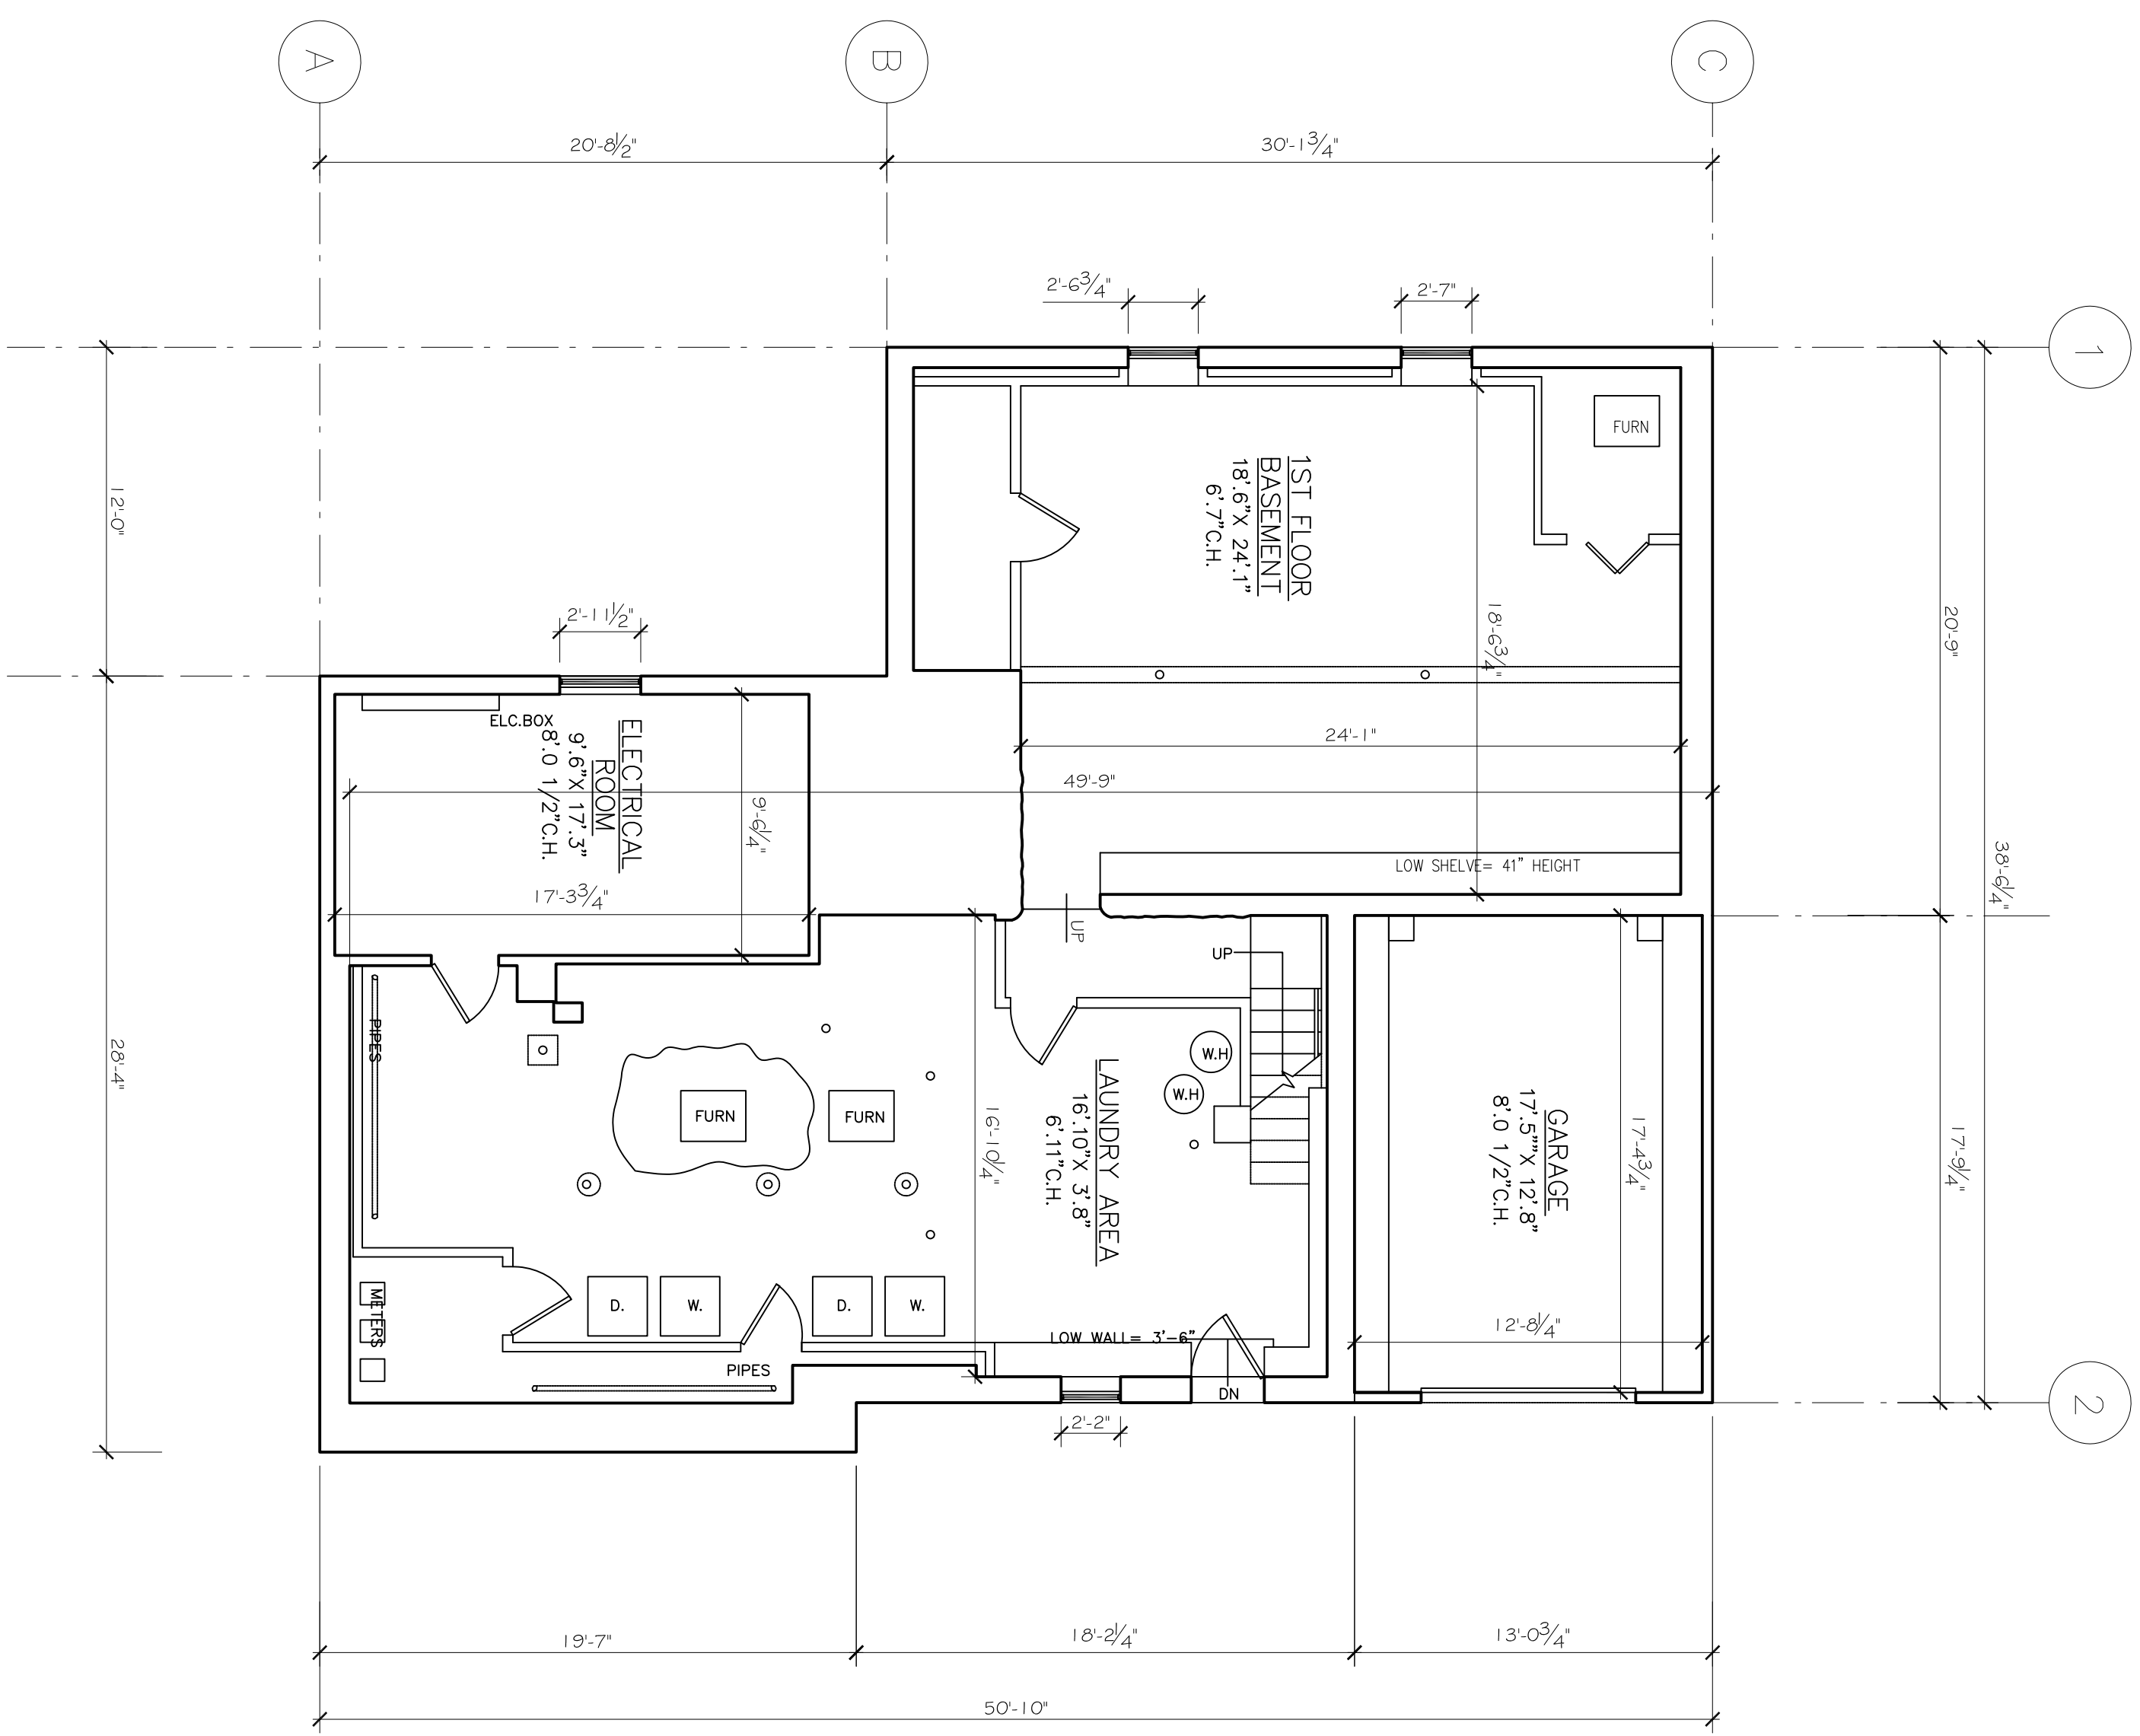 A
B
C
20'-8 1/2"
30'-1 3/4"
2'-6 3/4"
2'-7"
1
FURN
1ST FLOOR
BASEMENT
18'.6"X 24'.1"
6'.7"C.H.
12'-0"
20'-9"
38'-6 1/4"
18'-6 3/4"
2'-1 1/2"
ELC.BOX
ELECTRICAL
ROOM
9'.6"X 17'.3"
8'.0 1/2"C.H.
9'-6 1/4"
24'-1"
49'-9"
17'-3 3/4"
LOW SHELVE= 41" HEIGHT
UP
UP
PIPES
28'-4"
W.H
W.H
FURN
FURN
16'-10 1/4"
LAUNDRY AREA
16'.10"X 3'.8"
6'.11"C.H.
GARAGE
17'.5"X 12'.8"
8'.0 1/2"C.H.
17'-4 3/4"
17'-9 1/4"
METERS
D.
W.
D.
W.
LOW WALL= 3'-6"
12'-8 1/4"
PIPES
DN
2
2'-2"
19'-7"
18'-2 1/4"
13'-0 3/4"
50'-10"